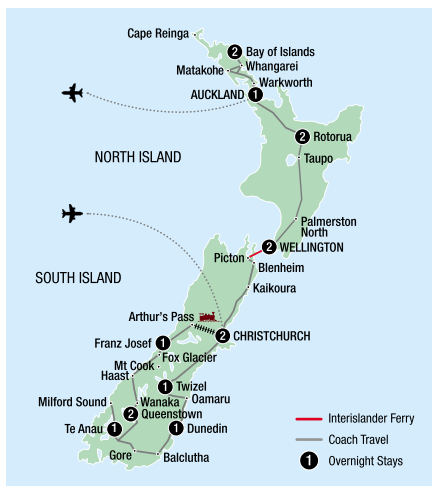 Cape Reinga
2 Bay of Islands
Whangarei
Matakohe
Warkworth
AUCKLAND 1
2 Rotorua
NORTH ISLAND
Taupo
Palmerston
North
2 WELLINGTON
Picton
Blenheim
SOUTH ISLAND
Kaikoura
Arthur's Pass
2 CHRISTCHURCH
Franz Josef 1
Fox Glacier
Mt Cook
Haast
1 Twizel
Oamaru
Milford Sound
Wanaka
2 Queenstown
Te Anau 1
1 Dunedin
Gore
Balclutha
Interislander Ferry
Coach Travel
1 Overnight Stays